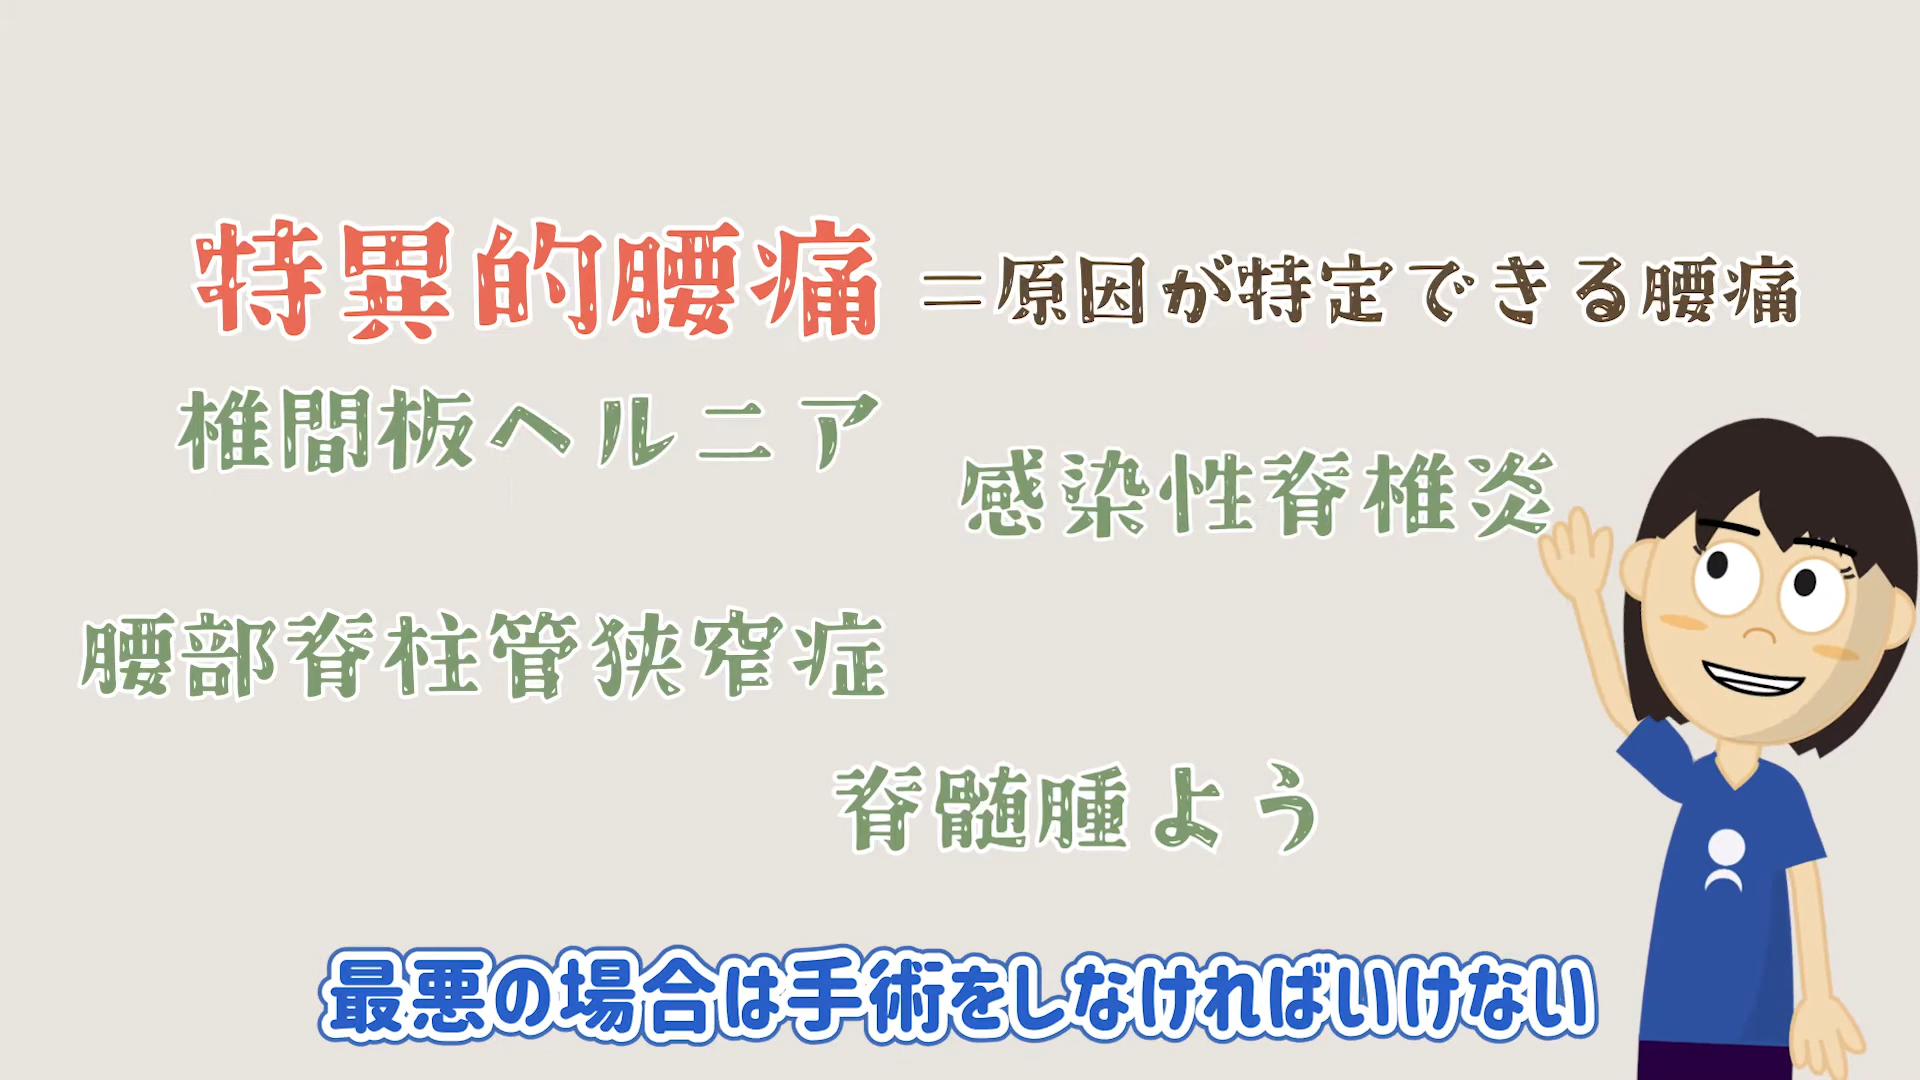 特異的腰痛 =原因が特定できる腰痛
椎間板ヘルニア
感染性脊椎炎
腰部脊柱管狭窄症
脊髄腫よう
最悪の場合は手術をしなければいけない